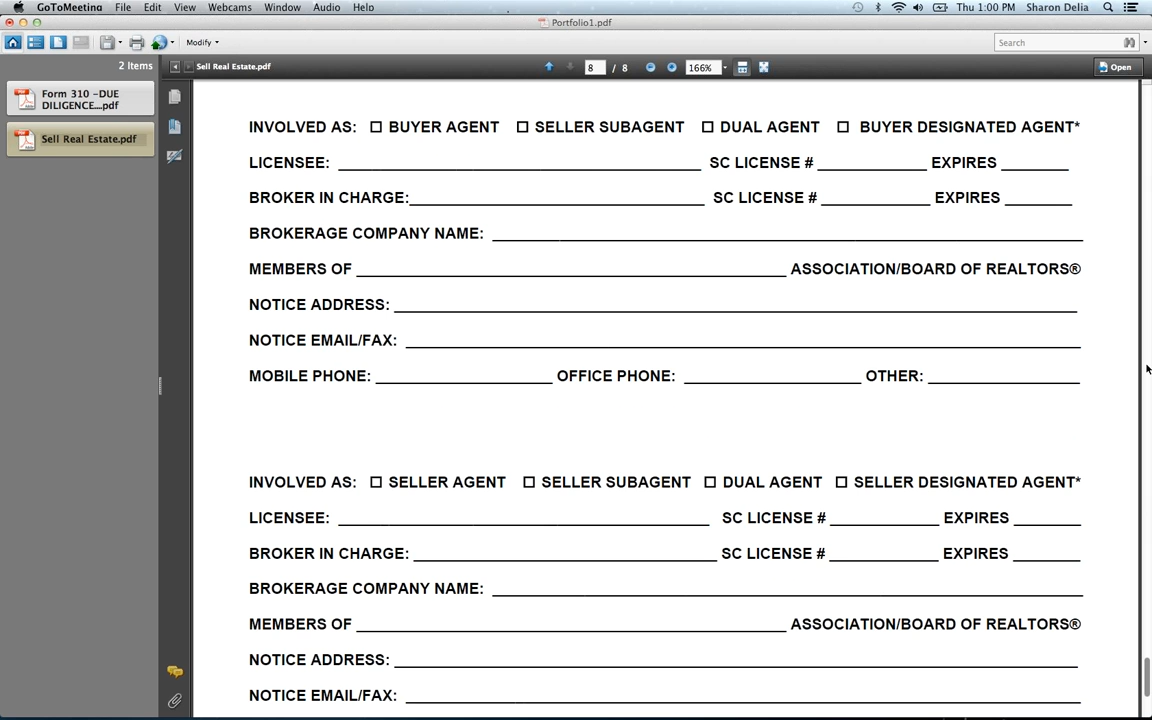 GoToMeeting File Edit View Webcams Window Audio Help Thu 1:00 PM Sharon Delia
Portfolio1.pdf
Modify Search
2 Items Sell Real Estate.pdf 8 / 8 166% Open
Form 310 -DUE
DILIGENCE....pdf
Sell Real Estate.pdf
INVOLVED AS: BUYER AGENT SELLER SUBAGENT DUAL AGENT BUYER DESIGNATED AGENT*
LICENSEE: SC LICENSE # EXPIRES
BROKER IN CHARGE: SC LICENSE # EXPIRES
BROKERAGE COMPANY NAME:
MEMBERS OF ASSOCIATION/BOARD OF REALTORS®
NOTICE ADDRESS:
NOTICE EMAIL/FAX:
MOBILE PHONE: OFFICE PHONE: OTHER:
INVOLVED AS: SELLER AGENT SELLER SUBAGENT DUAL AGENT SELLER DESIGNATED AGENT*
LICENSEE: SC LICENSE # EXPIRES
BROKER IN CHARGE: SC LICENSE # EXPIRES
BROKERAGE COMPANY NAME:
MEMBERS OF ASSOCIATION/BOARD OF REALTORS®
NOTICE ADDRESS:
NOTICE EMAIL/FAX: